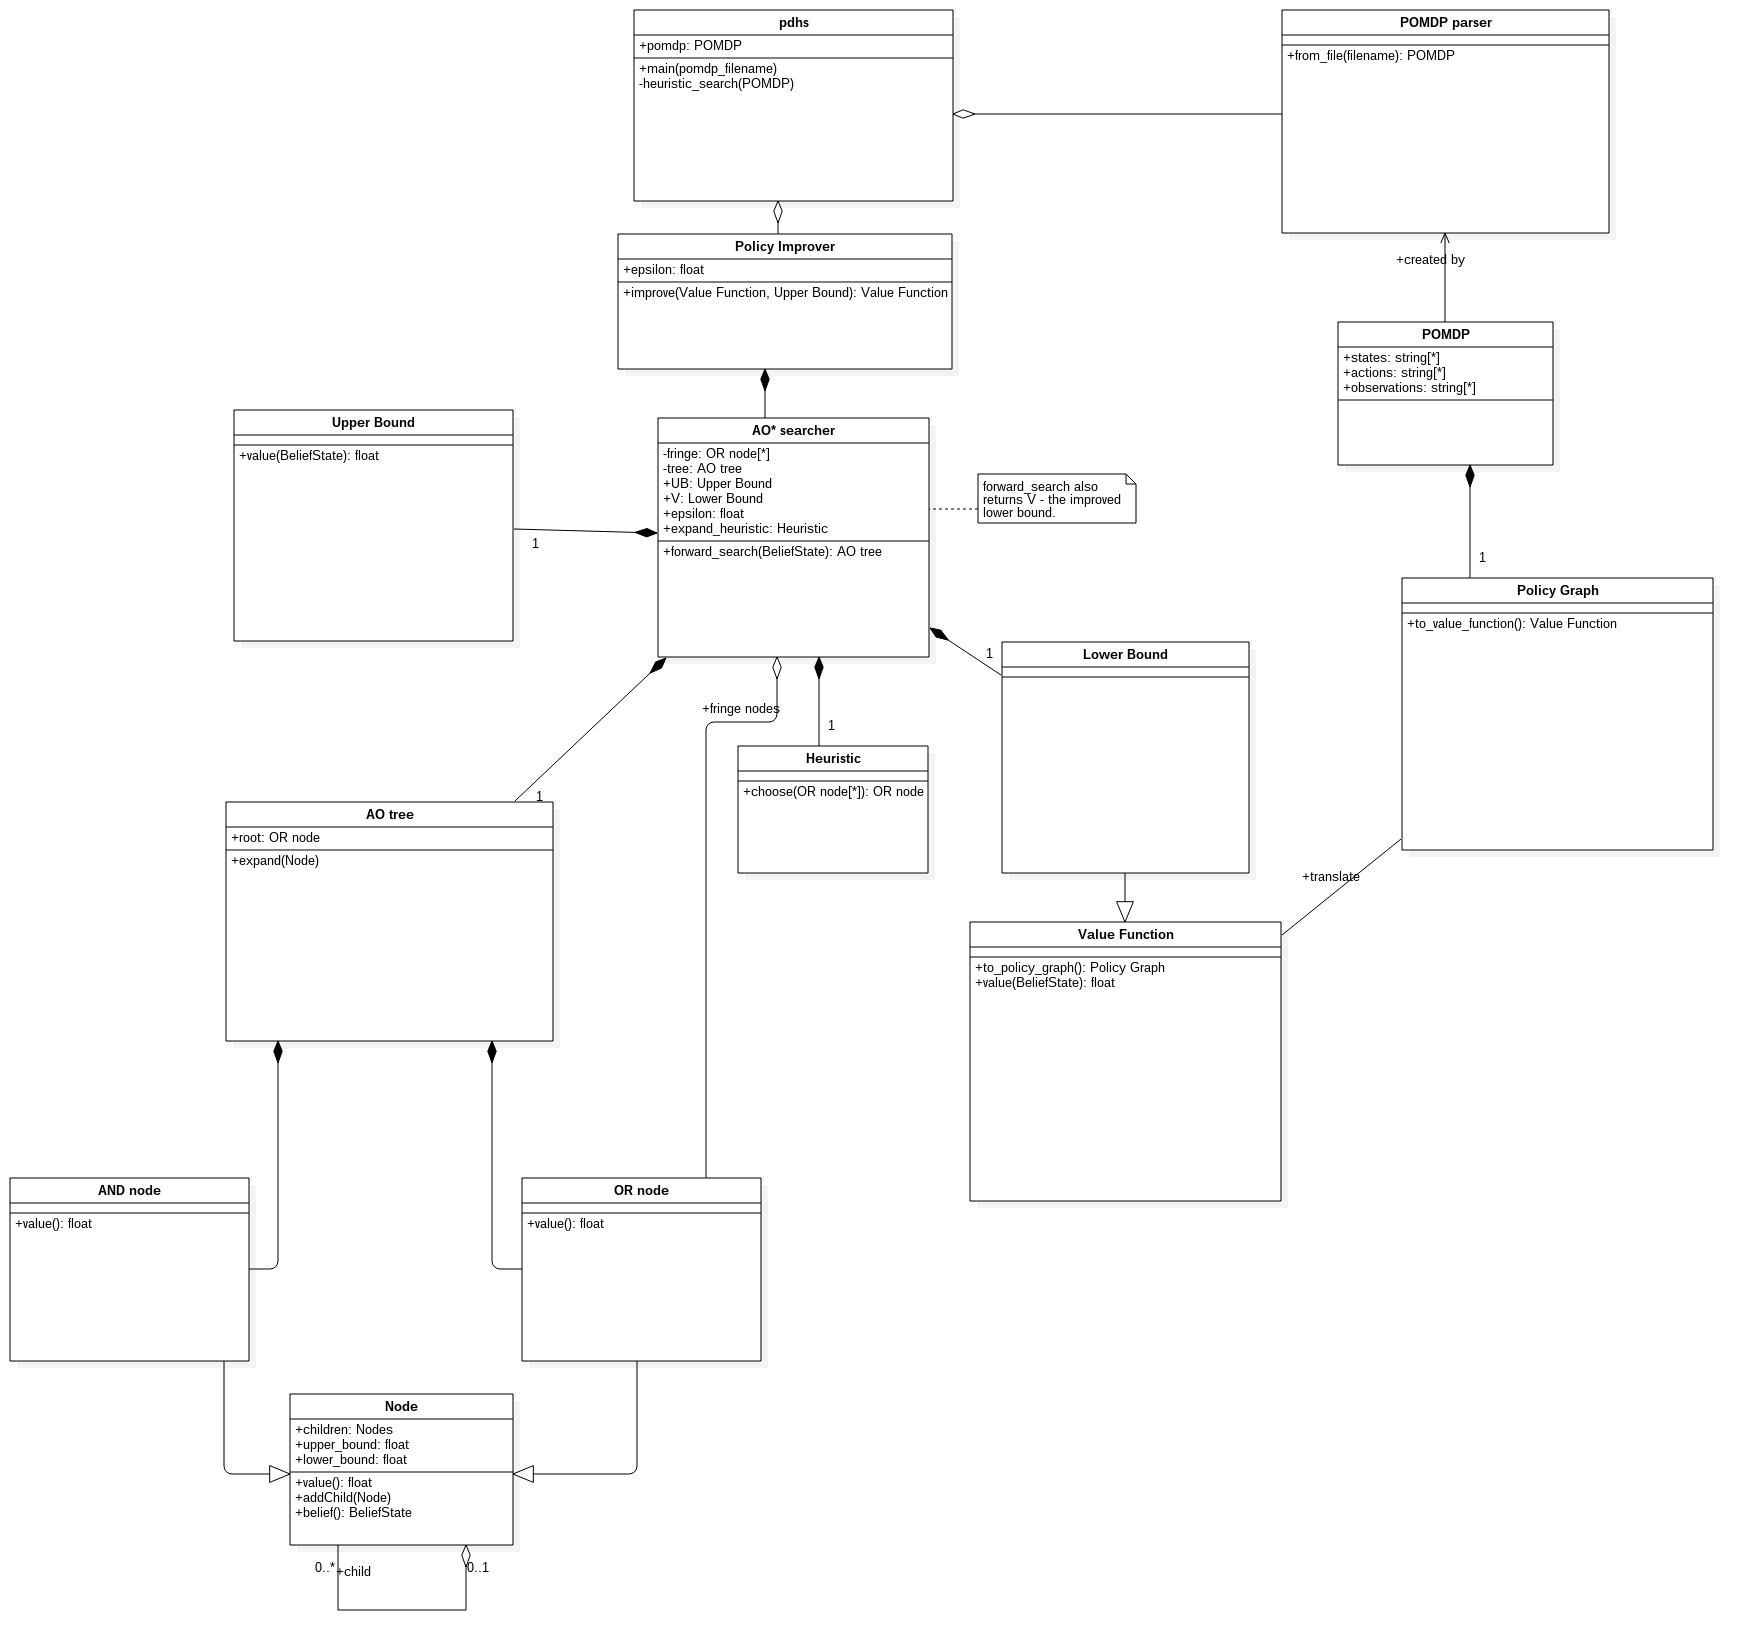 pdhs
+pomdp: POMDP
+main(pomdp_filename)
-heuristic_search(POMDP)
POMDP parser
+from_file(filename): POMDP
Policy Improver
+epsilon: float
+improve(Value Function, Upper Bound): Value Function
+created by
POMDP
+states: string[*]
+actions: string[*]
+observations: string[*]
Upper Bound
+value(BeliefState): float
1
AO* searcher
-fringe: OR node[*]
-tree: AO tree
+UB: Upper Bound
+V: Lower Bound
+epsilon: float
+expand_heuristic: Heuristic
+forward_search(BeliefState): AO tree
forward_search also
returns V - the improved
lower bound.
1
Policy Graph
+to_value_function(): Value Function
1
Lower Bound
+fringe nodes
1
Heuristic
+choose(OR node[*]): OR node
1
AO tree
+root: OR node
+expand(Node)
+translate
Value Function
+to_policy_graph(): Policy Graph
+value(BeliefState): float
AND node
+value(): float
OR node
+value(): float
Node
+children: Nodes
+upper_bound: float
+lower_bound: float
+value(): float
+addChild(Node)
+belief(): BeliefState
0..*
+child
0..1